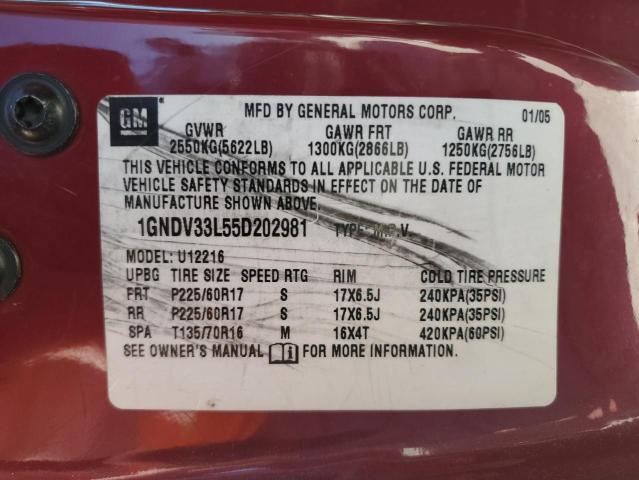 GM ® MFD BY GENERAL MOTORS CORP. 01/05
GVWR GAWR FRT GAWR RR
2550KG(5622LB) 1300KG(2866LB) 1250KG(2756LB)
THIS VEHICLE CONFORMS TO ALL APPLICABLE U.S. FEDERAL MOTOR
VEHICLE SAFETY STANDARDS IN EFFECT ON THE DATE OF
MANUFACTURE SHOWN ABOVE.
1GNDV33L55D202981 TYPE: M.P.V.
MODEL: U12216
UPBG TIRE SIZE SPEED RTG RIM COLD TIRE PRESSURE
FRT P225/60R17 S 17X6.5J 240KPA(35PSI)
RR P225/60R17 S 17X6.5J 240KPA(35PSI)
SPA T135/70R16 M 16X4T 420KPA(60PSI)
SEE OWNER'S MANUAL FOR MORE INFORMATION.